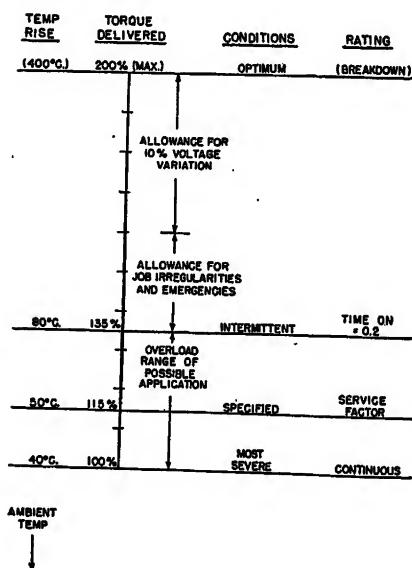 TEMP RISE
TORQUE DELIVERED
CONDITIONS
RATING
(400°C.) 200% (MAX.) OPTIMUM (BREAKDOWN)
ALLOWANCE FOR
10% VOLTAGE
VARIATION
ALLOWANCE FOR
JOB IRREGULARITIES
AND EMERGENCIES
80°C. 135% INTERMITTENT TIME ON = 0.2
OVERLOAD
RANGE OF
POSSIBLE
APPLICATION
50°C. 115% SPECIFIED SERVICE FACTOR
40°C. 100% MOST SEVERE CONTINUOUS
AMBIENT
TEMP